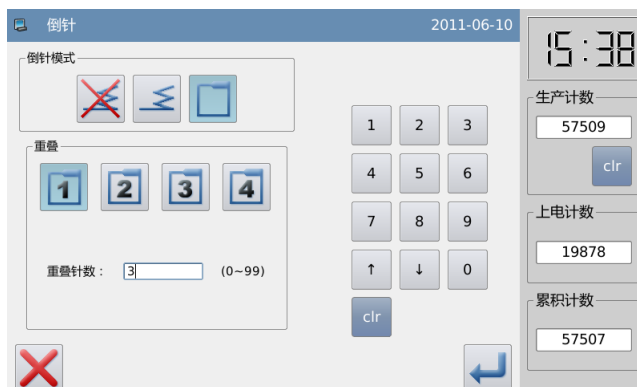 倒针
2011-06-10
倒针模式
重叠
1 2 3 4
重叠针数： 3 (0~99)
1 2 3
4 5 6
7 8 9
↑ ↓ 0
clr
15:38
生产计数
57509
clr
上电计数
19878
累积计数
57507